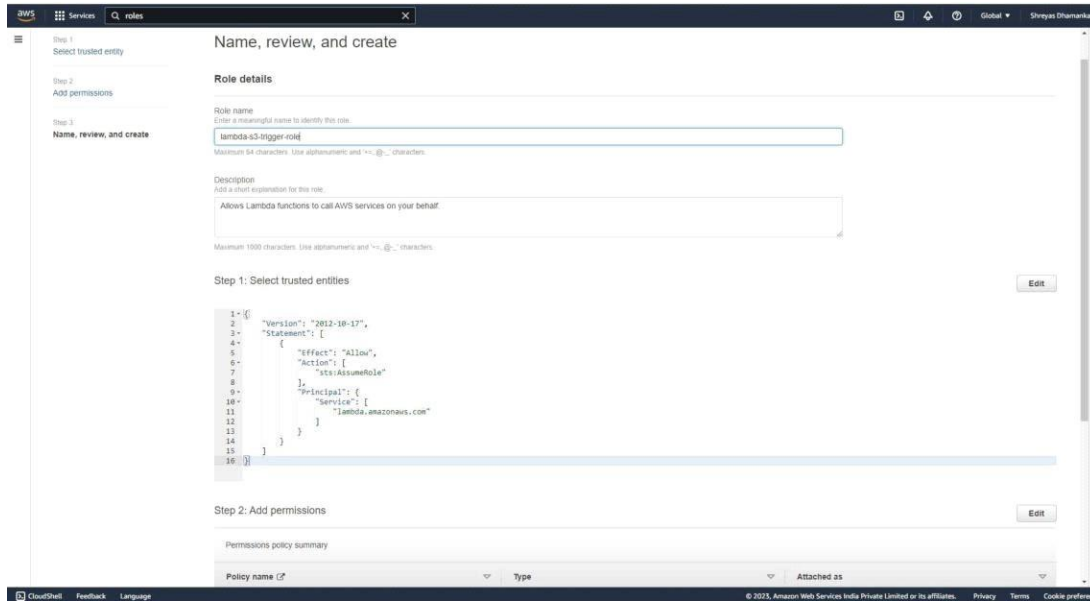 aws
Services
roles
Global
Shreyas Dhamanka
Step 1
Select trusted entity
Step 2
Add permissions
Step 3
Name, review, and create
Name, review, and create
Role details
Role name
Enter a meaningful name to identify this role.
lambda-s3-trigger-role
Maximum 64 characters. Use alphanumeric and '+=,.@-_' characters.
Description
Add a short explanation for this role.
Allows Lambda functions to call AWS services on your behalf.
Maximum 1000 characters. Use alphanumeric and '+=,.@-_' characters.
Step 1: Select trusted entities
Edit
1 {
2 "Version": "2012-10-17",
3 "Statement": [
4 {
5 "Effect": "Allow",
6 "Action": [
7 "sts:AssumeRole"
8 ],
9 "Principal": {
10 "Service": [
11 "lambda.amazonaws.com"
12 ]
13 }
14 }
15 ]
16 }
Step 2: Add permissions
Edit
Permissions policy summary
Policy name
Type
Attached as
CloudShell
Feedback
Language
© 2023, Amazon Web Services India Private Limited or its affiliates.
Privacy
Terms
Cookie prefere